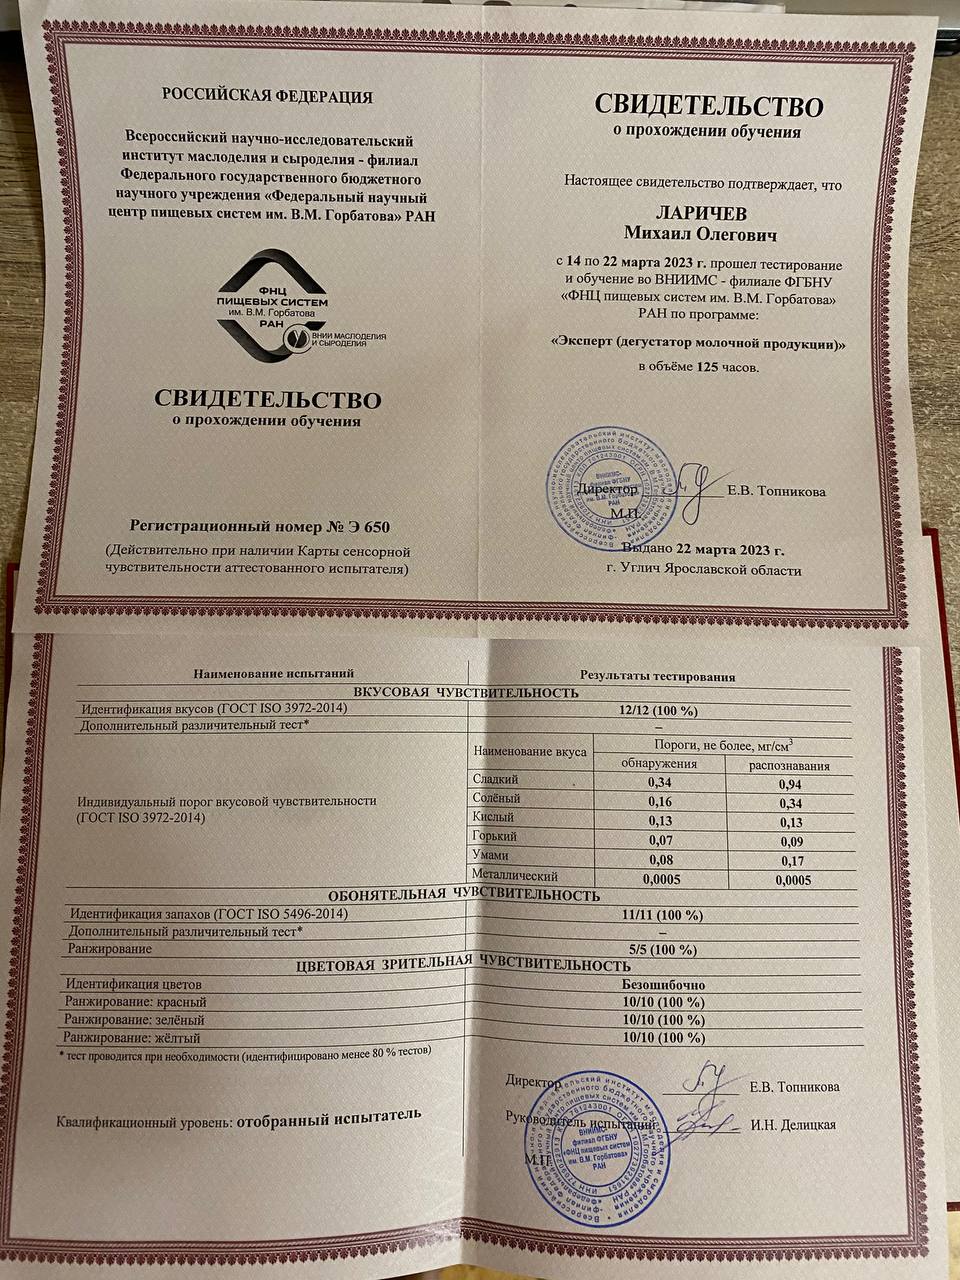 РОССИЙСКАЯ ФЕДЕРАЦИЯ
Всероссийский научно-исследовательский
институт маслоделия и сыроделия - филиал
Федерального государственного бюджетного
научного учреждения «Федеральный научный
центр пищевых систем им. В.М. Горбатова» РАН
ФНЦ
ПИЩЕВЫХ СИСТЕМ
им. В.М. Горбатова
РАН
ВНИИ МАСЛОДЕЛИЯ
И СЫРОДЕЛИЯ
СВИДЕТЕЛЬСТВО
о прохождении обучения
Регистрационный номер № Э 650
(Действительно при наличии Карты сенсорной
чувствительности аттестованного испытателя)
СВИДЕТЕЛЬСТВО
о прохождении обучения
Настоящее свидетельство подтверждает, что
ЛАРИЧЕВ
Михаил Олегович
с 14 по 22 марта 2023 г. прошел тестирование
и обучение во ВНИИМС - филиале ФГБНУ
«ФНЦ пищевых систем им. В.М. Горбатова»
РАН по программе:
«Эксперт (дегустатор молочной продукции)»
в объёме 125 часов.
Директор Е.В. Топникова
М.П.
Выдано 22 марта 2023 г.
г. Углич Ярославской области
Наименование испытаний Результаты тестирования
ВКУСОВАЯ ЧУВСТВИТЕЛЬНОСТЬ
Идентификация вкусов (ГОСТ ISO 3972-2014) 12/12 (100 %)
Дополнительный различительный тест* –
Индивидуальный порог вкусовой чувствительности
(ГОСТ ISO 3972-2014)
Наименование вкуса Пороги, не более, мг/см3
обнаружения распознавания
Сладкий 0,34 0,94
Солёный 0,16 0,34
Кислый 0,13 0,13
Горький 0,07 0,09
Умами 0,08 0,17
Металлический 0,0005 0,0005
ОБОНЯТЕЛЬНАЯ ЧУВСТВИТЕЛЬНОСТЬ
Идентификация запахов (ГОСТ ISO 5496-2014) 11/11 (100 %)
Дополнительный различительный тест* –
Ранжирование 5/5 (100 %)
ЦВЕТОВАЯ ЗРИТЕЛЬНАЯ ЧУВСТВИТЕЛЬНОСТЬ
Идентификация цветов Безошибочно
Ранжирование: красный 10/10 (100 %)
Ранжирование: зелёный 10/10 (100 %)
Ранжирование: жёлтый 10/10 (100 %)
* тест проводится при необходимости (идентифицировано менее 80 % тестов)
Квалификационный уровень: отобранный испытатель
Директор Е.В. Топникова
Руководитель испытаний И.Н. Делицкая
М.П.
ВНИИМС-
филиал ФГБНУ
«ФНЦ пищевых систем
им. В.М. Горбатова»
РАН